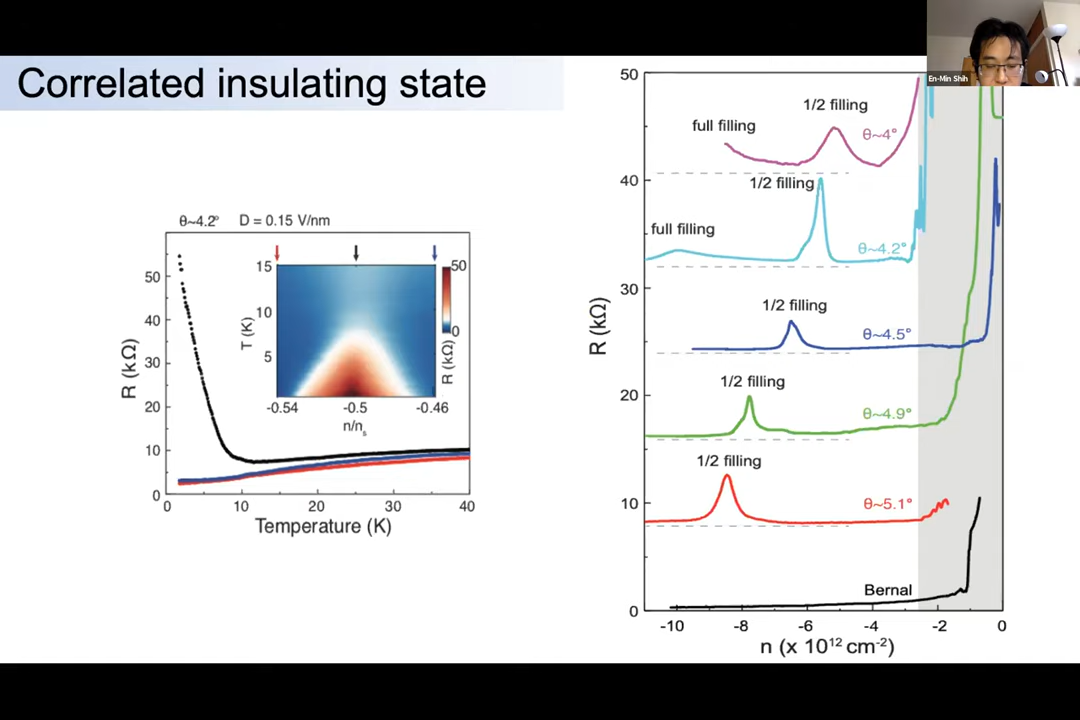 Correlated insulating state
En-Min Shih
θ~4.2° D = 0.15 V/nm
R (kΩ)
50
40
30
20
10
0
0 10 20 30 40
Temperature (K)
T (K)
15
10
5
-0.54 -0.5 -0.46
n/ns
50
0
R (kΩ)
R (kΩ)
50
40
30
20
10
0
1/2 filling
full filling
θ~4°
1/2 filling
full filling
θ~4.2°
1/2 filling
θ~4.5°
1/2 filling
θ~4.9°
1/2 filling
θ~5.1°
Bernal
-10 -8 -6 -4 -2 0
n (x 10¹² cm⁻²)